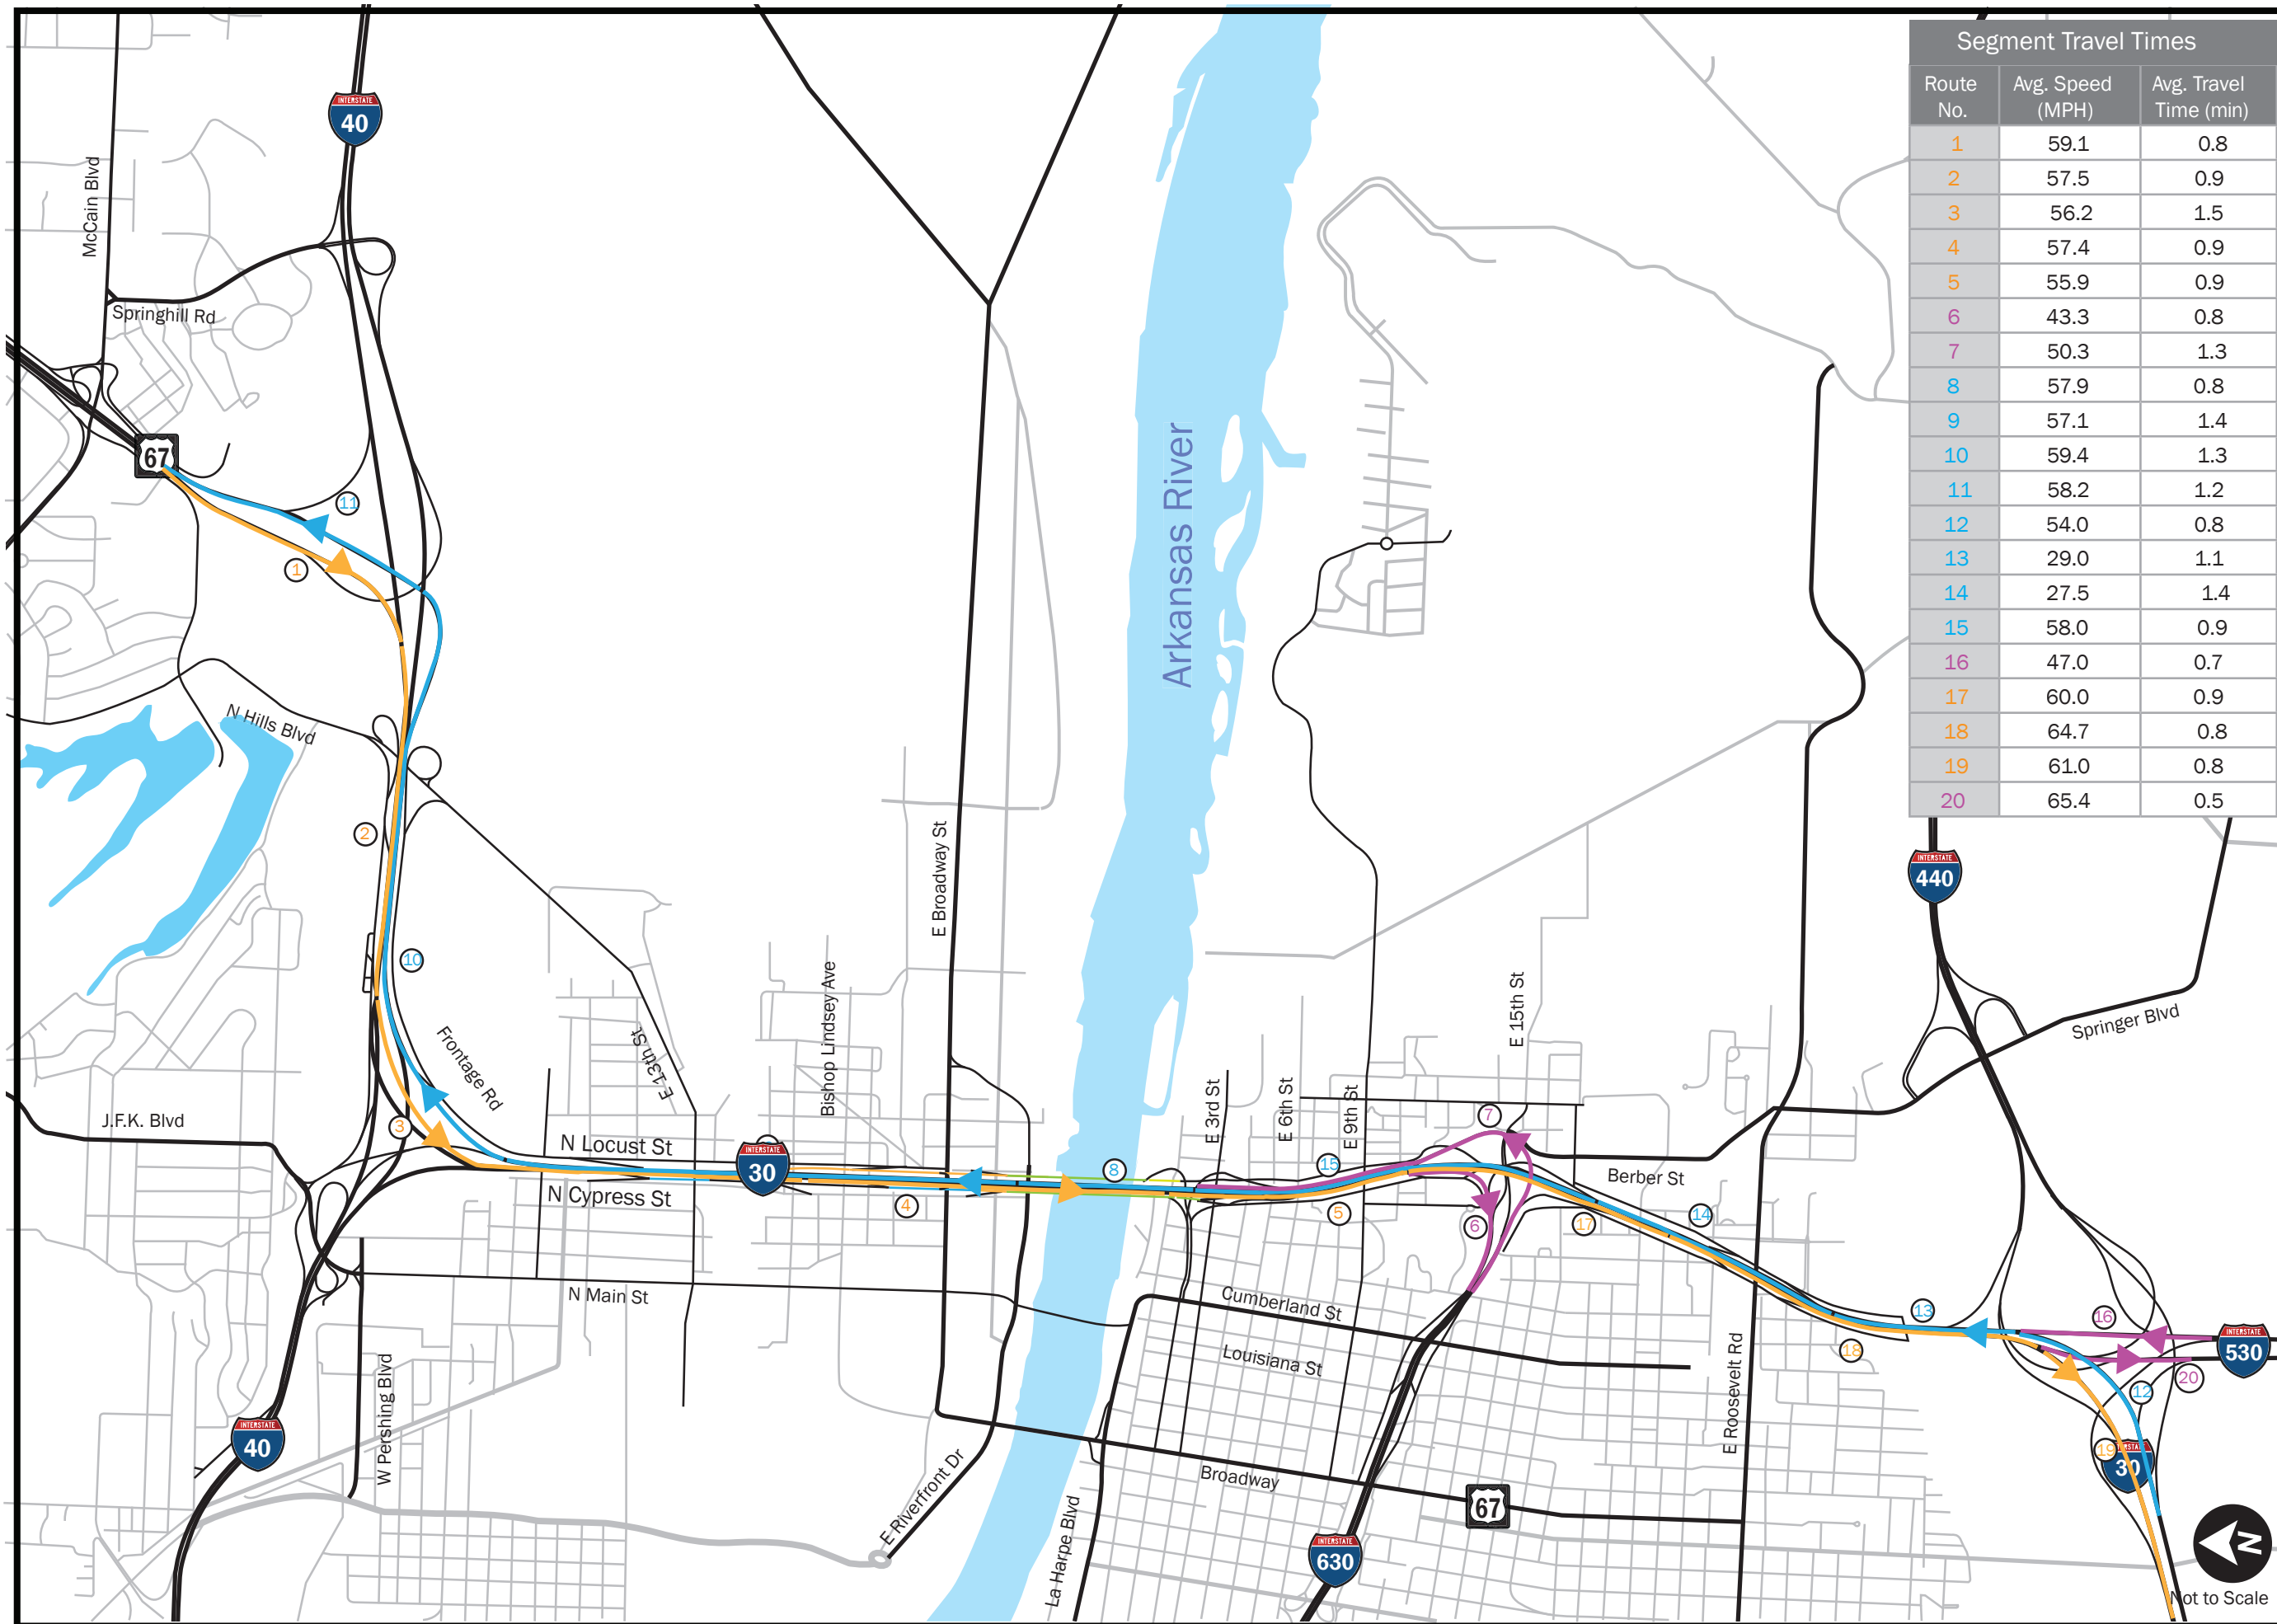 Segment Travel Times
Route No. Avg. Speed (MPH) Avg. Travel Time (min)
1 59.1 0.8
2 57.5 0.9
3 56.2 1.5
4 57.4 0.9
5 55.9 0.9
6 43.3 0.8
7 50.3 1.3
8 57.9 0.8
9 57.1 1.4
10 59.4 1.3
11 58.2 1.2
12 54.0 0.8
13 29.0 1.1
14 27.5 1.4
15 58.0 0.9
16 47.0 0.7
17 60.0 0.9
18 64.7 0.8
19 61.0 0.8
20 65.4 0.5
INTERSTATE
40
McCain Blvd
Springhill Rd
67
11
1
N Hills Blvd
2
10
Arkansas River
E Broadway St
INTERSTATE
440
Springer Blvd
Frontage Rd
E 13th St
Bishop Lindsey Ave
E 3rd St
E 6th St
E 9th St
E 15th St
J.F.K. Blvd
3
N Locust St
INTERSTATE
30
N Cypress St
4
8
15
5
7
6
17
Berber St
14
N Main St
Cumberland St
Louisiana St
13
18
16
INTERSTATE
530
20
12
19
30
W Pershing Blvd
E Roosevelt Rd
INTERSTATE
40
E Riverfront Dr
Broadway
67
La Harpe Blvd
INTERSTATE
630
N
Not to Scale